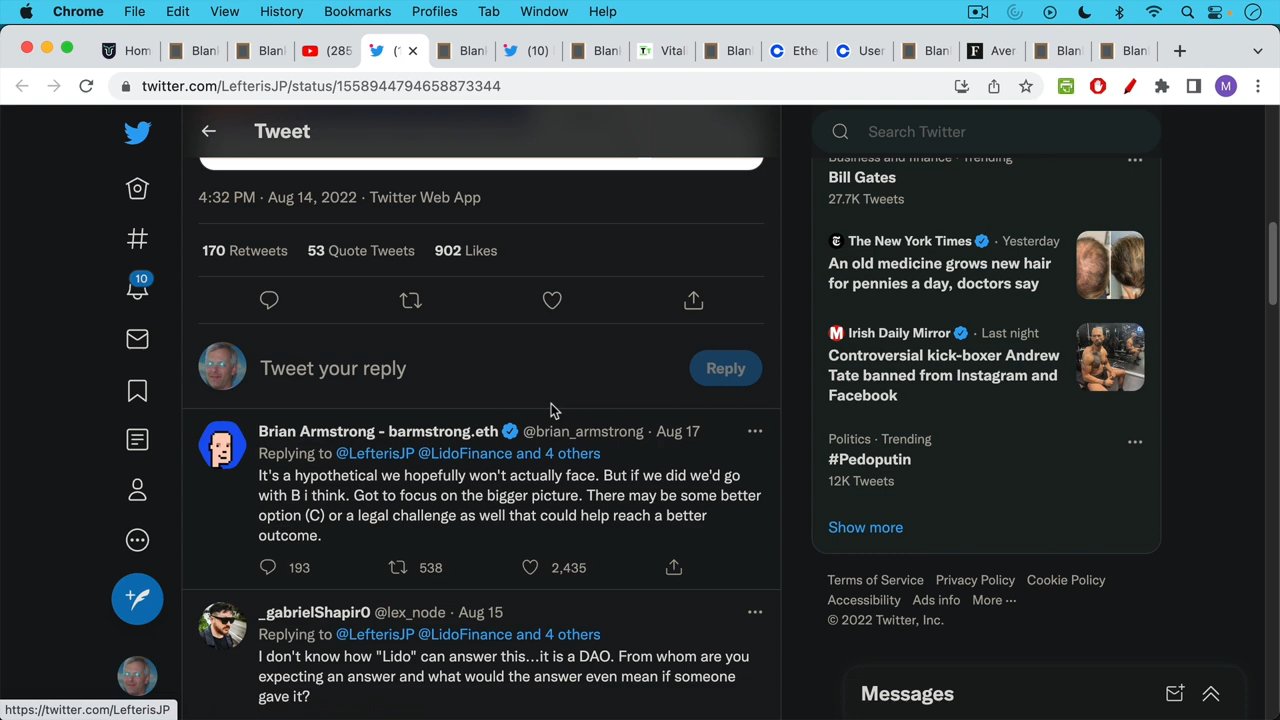 Chrome File Edit View History Bookmarks Profiles Tab Window Help
Hom Blan Blan (285 (1 Blan (10) Blan Vital Blan Ethe User Blan Aver Blan Blan
twitter.com/LefterisJP/status/1558944794658873344
Tweet
Search Twitter
4:32 PM · Aug 14, 2022 · Twitter Web App
170 Retweets 53 Quote Tweets 902 Likes
Tweet your reply
Reply
Brian Armstrong - barmstrong.eth @brian_armstrong · Aug 17
Replying to @LefterisJP @LidoFinance and 4 others
It's a hypothetical we hopefully won't actually face. But if we did we'd go
with B i think. Got to focus on the bigger picture. There may be some better
option (C) or a legal challenge as well that could help reach a better
outcome.
193 538 2,435
_gabrielShapir0 @lex_node · Aug 15
Replying to @LefterisJP @LidoFinance and 4 others
I don't know how "Lido" can answer this...it is a DAO. From whom are you
expecting an answer and what would the answer even mean if someone
gave it?
10
Business and finance · Trending
Bill Gates
27.7K Tweets
The New York Times · Yesterday
An old medicine grows new hair
for pennies a day, doctors say
Irish Daily Mirror · Last night
Controversial kick-boxer Andrew
Tate banned from Instagram and
Facebook
Politics · Trending
#Pedoputin
12K Tweets
Show more
Terms of Service Privacy Policy Cookie Policy
Accessibility Ads info More ···
© 2022 Twitter, Inc.
Messages
https://twitter.com/LefterisJP